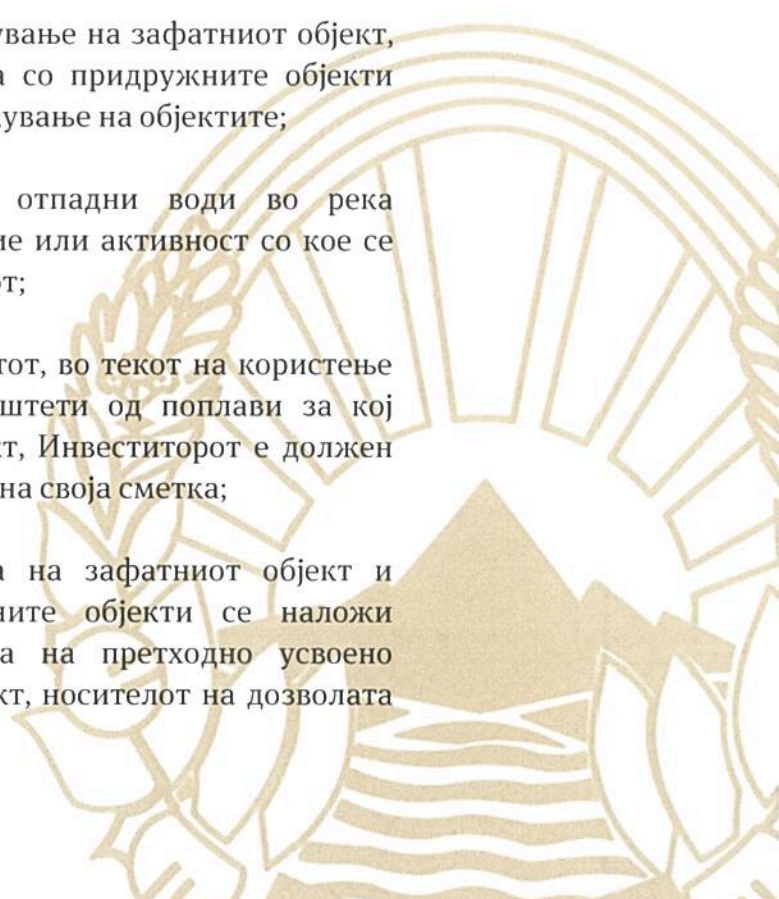 ување на зафатниот објект,
а со придружните објекти
ување на објектите;
отпадни води во река
ие или активност со кое се
от;
тот, во текот на користење
штети од поплави за кој
кт, Инвеститорот е должен
на своја сметка;
а на зафатниот објект и
ните објекти се наложи
а на претходно усвоено
кт, носителот на дозволата